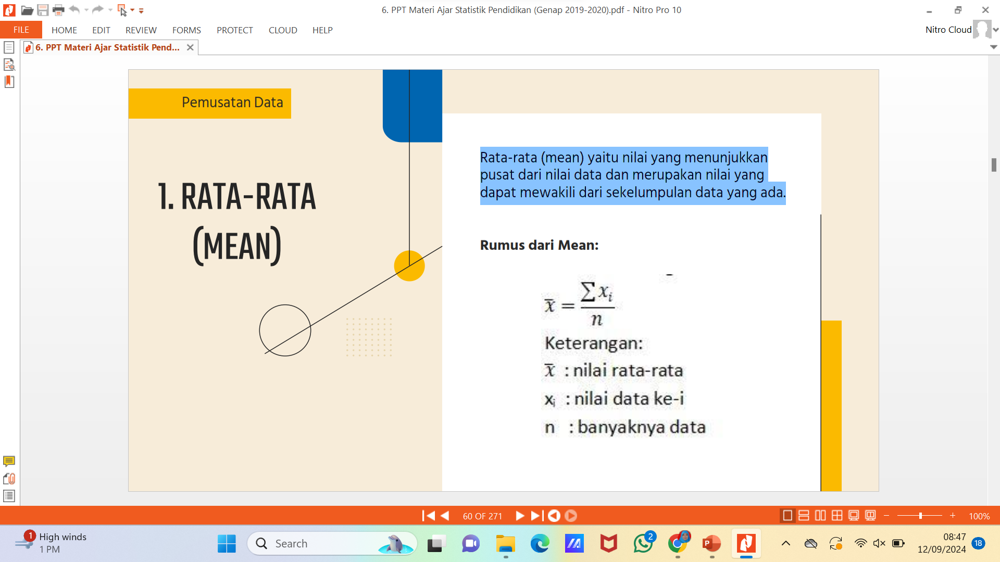 6. PPT Materi Ajar Statistik Pendidikan (Genap 2019-2020).pdf - Nitro Pro 10
FILE HOME EDIT REVIEW FORMS PROTECT CLOUD HELP
Nitro Cloud
6. PPT Materi Ajar Statistik Pend...
Pemusatan Data
1. RATA-RATA
(MEAN)
Rata-rata (mean) yaitu nilai yang menunjukkan
pusat dari nilai data dan merupakan nilai yang
dapat mewakili dari sekelumpulan data yang ada.
Rumus dari Mean:
x̅ = ∑xᵢ / n
Keterangan:
x̅ : nilai rata-rata
xᵢ : nilai data ke-i
n : banyaknya data
60 OF 271
100%
1 High winds
1 PM
Search
2
08:47
12/09/2024
18